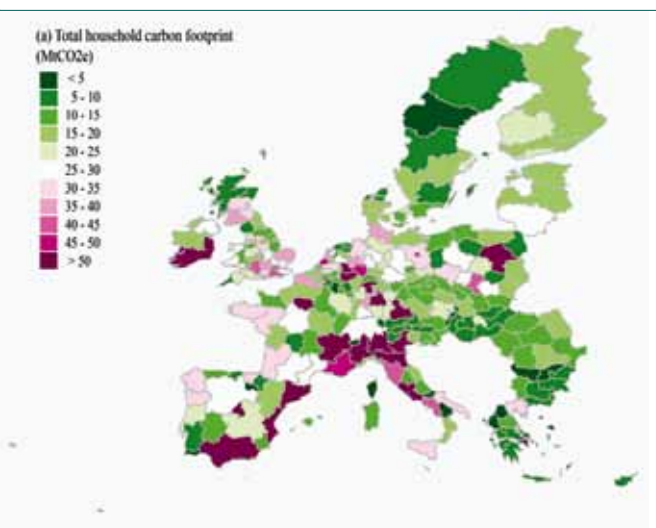 (a) Total household carbon footprint
(MtCO2e)
< 5
5 - 10
10 - 15
15 - 20
20 - 25
25 - 30
30 - 35
35 - 40
40 - 45
45 - 50
> 50